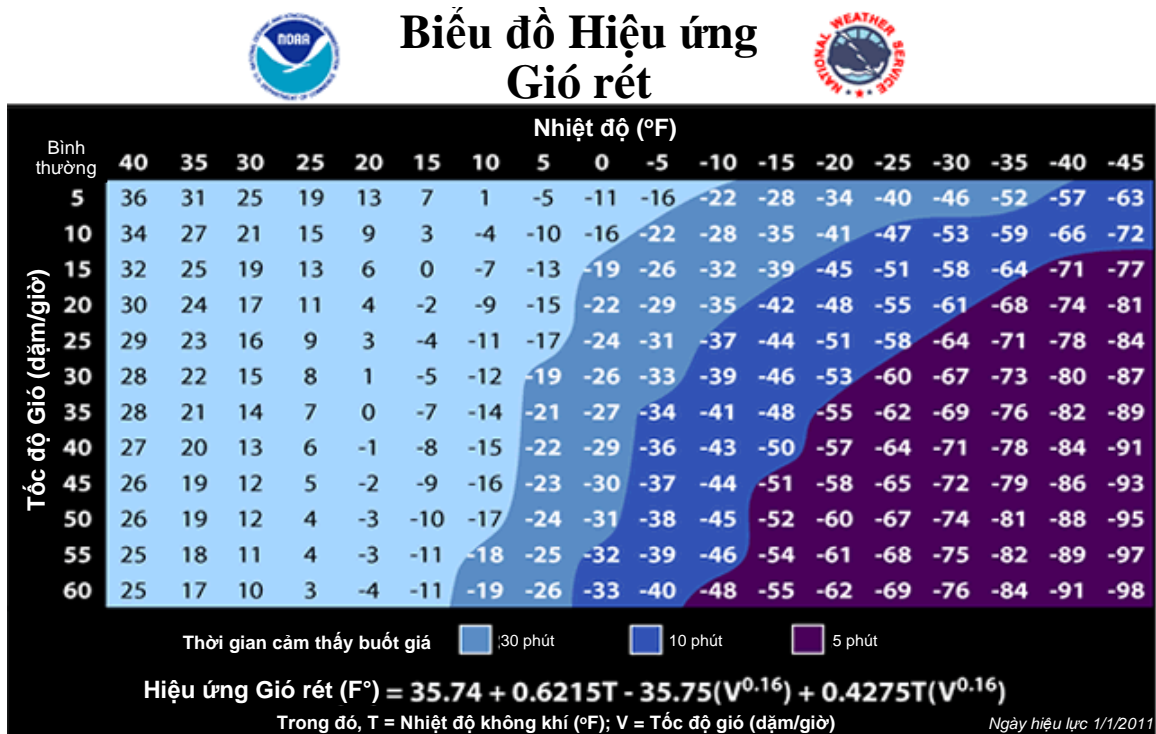 Biểu đồ Hiệu ứng
Gió rét
NOAA
NATIONAL WEATHER SERVICE
Nhiệt độ (ºF)
Bình
thường 40 35 30 25 20 15 10 5 0 -5 -10 -15 -20 -25 -30 -35 -40 -45
Tốc độ Gió (dặm/giờ)
5 36 31 25 19 13 7 1 -5 -11 -16 -22 -28 -34 -40 -46 -52 -57 -63
10 34 27 21 15 9 3 -4 -10 -16 -22 -28 -35 -41 -47 -53 -59 -66 -72
15 32 25 19 13 6 0 -7 -13 -19 -26 -32 -39 -45 -51 -58 -64 -71 -77
20 30 24 17 11 4 -2 -9 -15 -22 -29 -35 -42 -48 -55 -61 -68 -74 -81
25 29 23 16 9 3 -4 -11 -17 -24 -31 -37 -44 -51 -58 -64 -71 -78 -84
30 28 22 15 8 1 -5 -12 -19 -26 -33 -39 -46 -53 -60 -67 -73 -80 -87
35 28 21 14 7 0 -7 -14 -21 -27 -34 -41 -48 -55 -62 -69 -76 -82 -89
40 27 20 13 6 -1 -8 -15 -22 -29 -36 -43 -50 -57 -64 -71 -78 -84 -91
45 26 19 12 5 -2 -9 -16 -23 -30 -37 -44 -51 -58 -65 -72 -79 -86 -93
50 26 19 12 4 -3 -10 -17 -24 -31 -38 -45 -52 -60 -67 -74 -81 -88 -95
55 25 18 11 4 -3 -11 -18 -25 -32 -39 -46 -54 -61 -68 -75 -82 -89 -97
60 25 17 10 3 -4 -11 -19 -26 -33 -40 -48 -55 -62 -69 -76 -84 -91 -98
Thời gian cảm thấy buốt giá 30 phút 10 phút 5 phút
Hiệu ứng Gió rét (F°) = 35.74 + 0.6215T - 35.75(V^0.16) + 0.4275T(V^0.16)
Trong đó, T = Nhiệt độ không khí (ºF); V = Tốc độ gió (dặm/giờ)
Ngày hiệu lực 1/1/2011